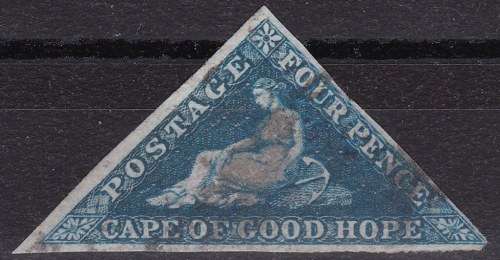 POSTAGE
FOUR PENCE
CAPE OF GOOD HOPE